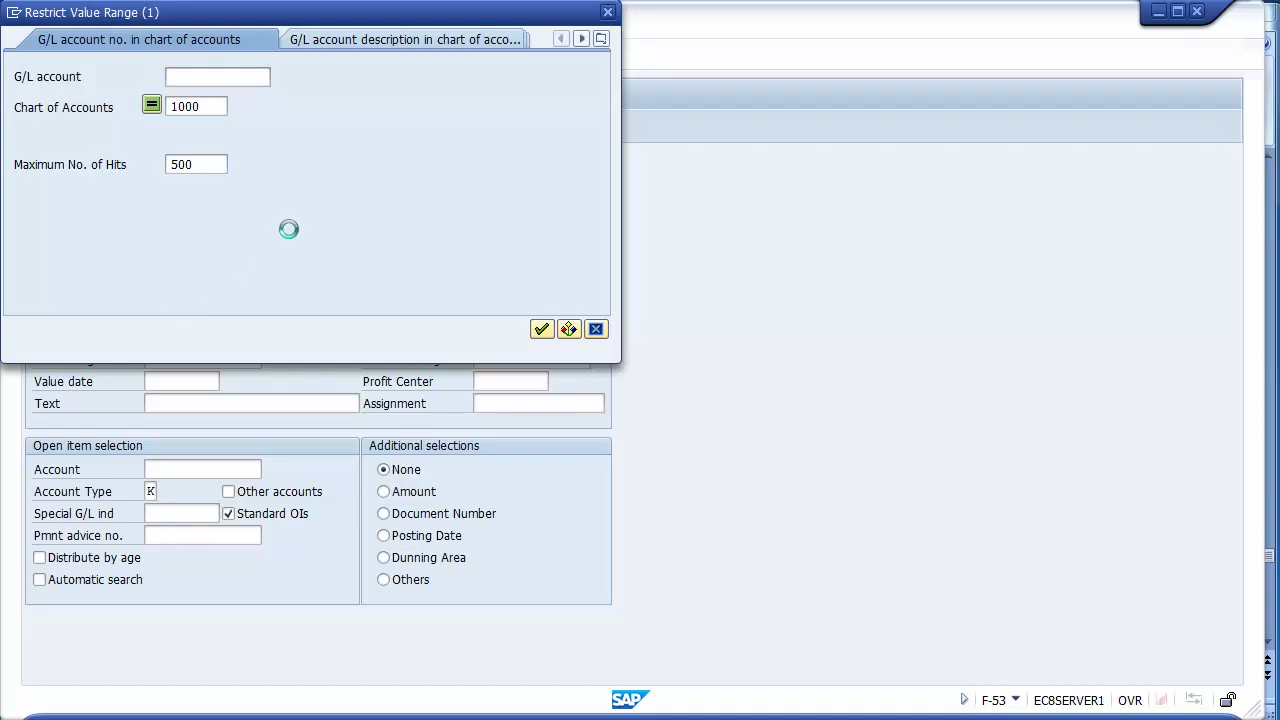 Restrict Value Range (1)
G/L account no. in chart of accounts
G/L account description in chart of acco...
G/L account
Chart of Accounts 1000
Maximum No. of Hits 500
Value date
Profit Center
Text
Assignment
Open item selection
Additional selections
Account
None
Account Type K
Other accounts
Amount
Special G/L ind
Standard OIs
Document Number
Pmnt advice no.
Posting Date
Distribute by age
Dunning Area
Automatic search
Others
SAP
F-53
EC8SERVER1
OVR